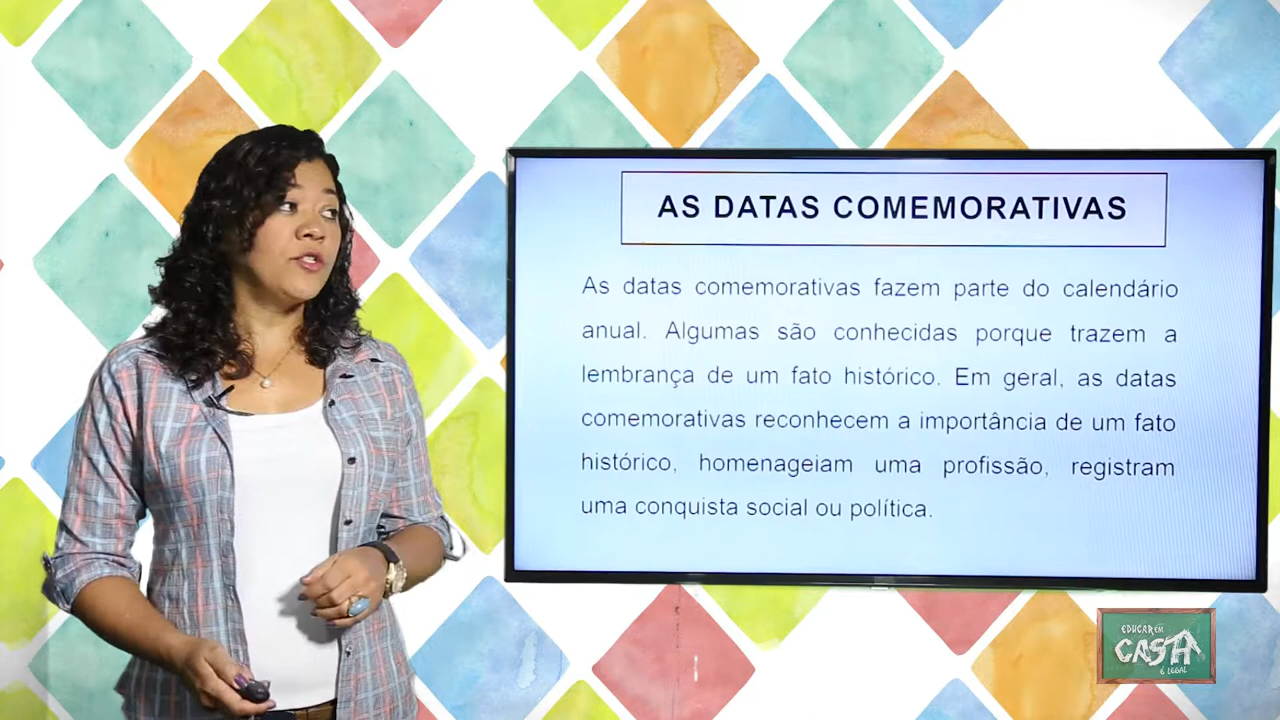 AS DATAS COMEMORATIVAS
As datas comemorativas fazem parte do calendário
anual. Algumas são conhecidas porque trazem a
lembrança de um fato histórico. Em geral, as datas
comemorativas reconhecem a importância de um fato
histórico, homenageiam uma profissão, registram
uma conquista social ou política.
EDUCAR EM
CASA
É LEGAL